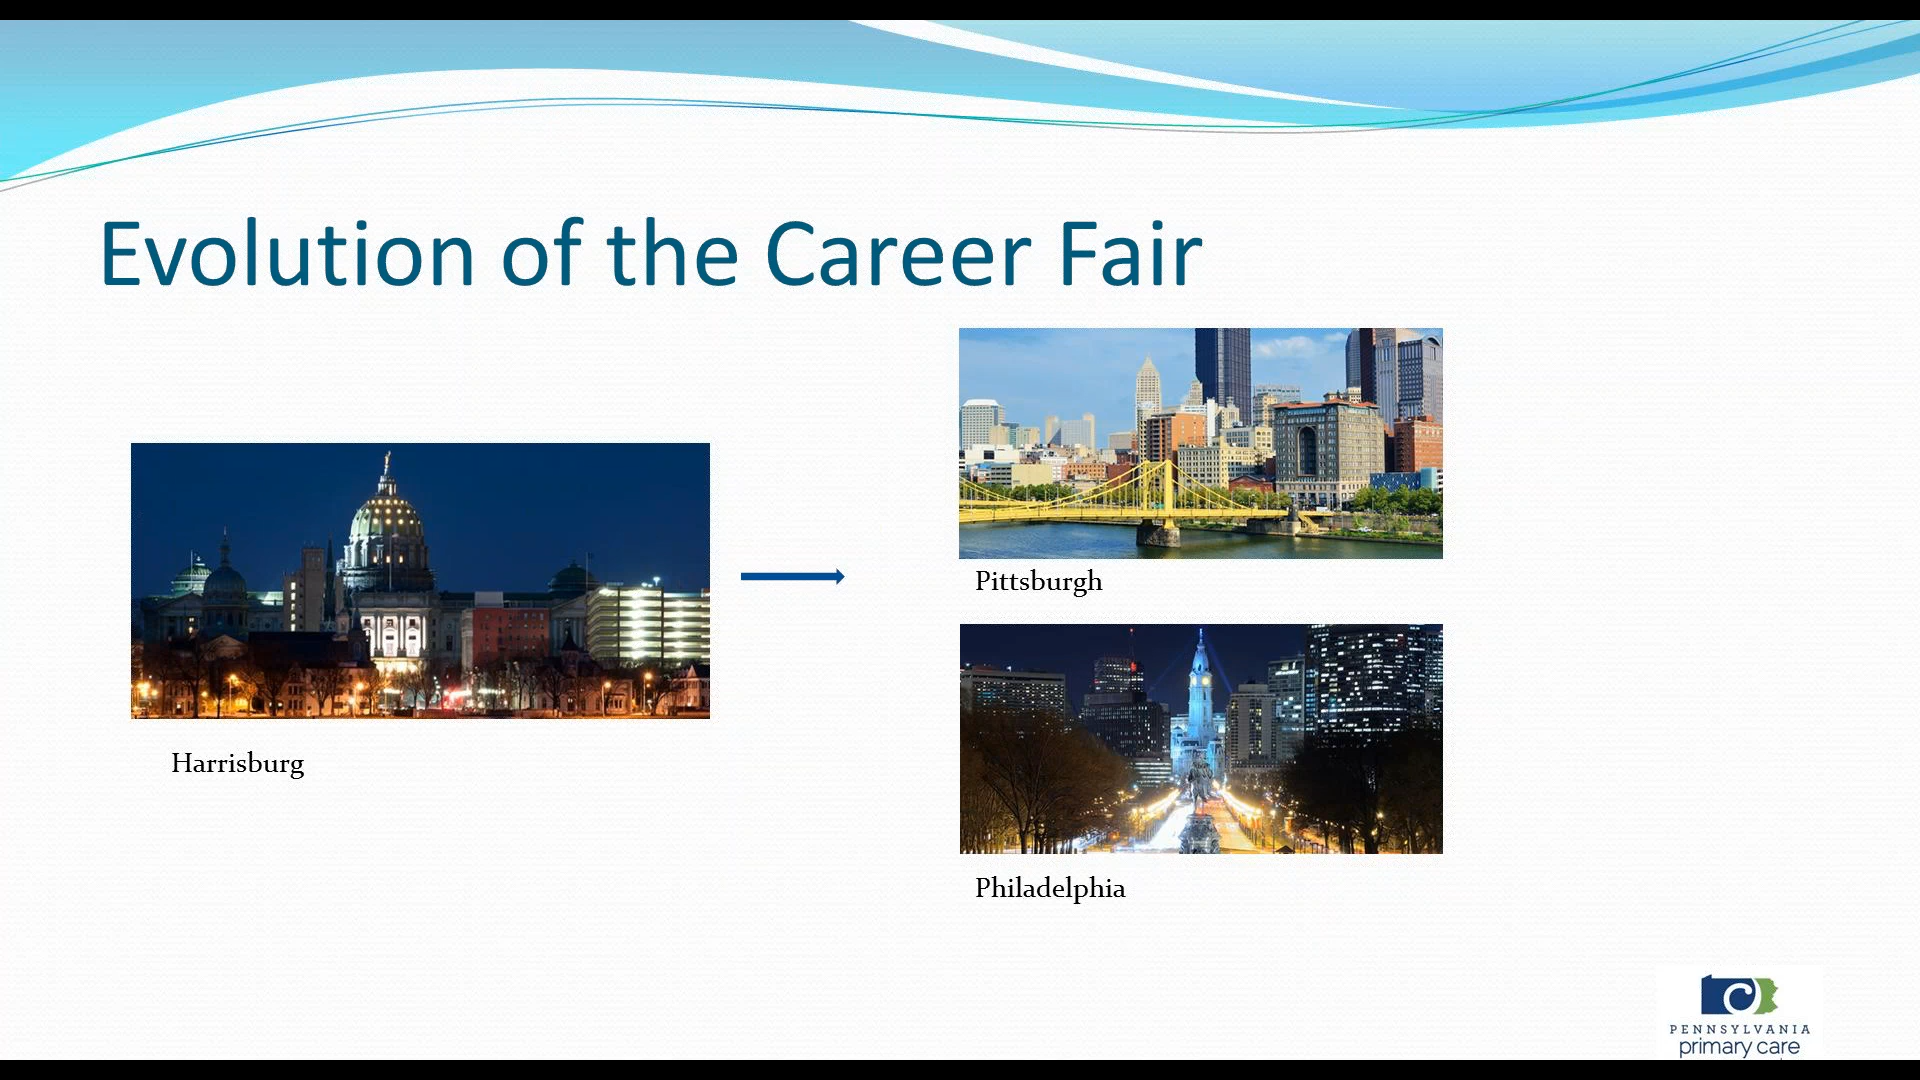 Evolution of the Career Fair
Harrisburg
Pittsburgh
Philadelphia
PENNSYLVANIA
primary care